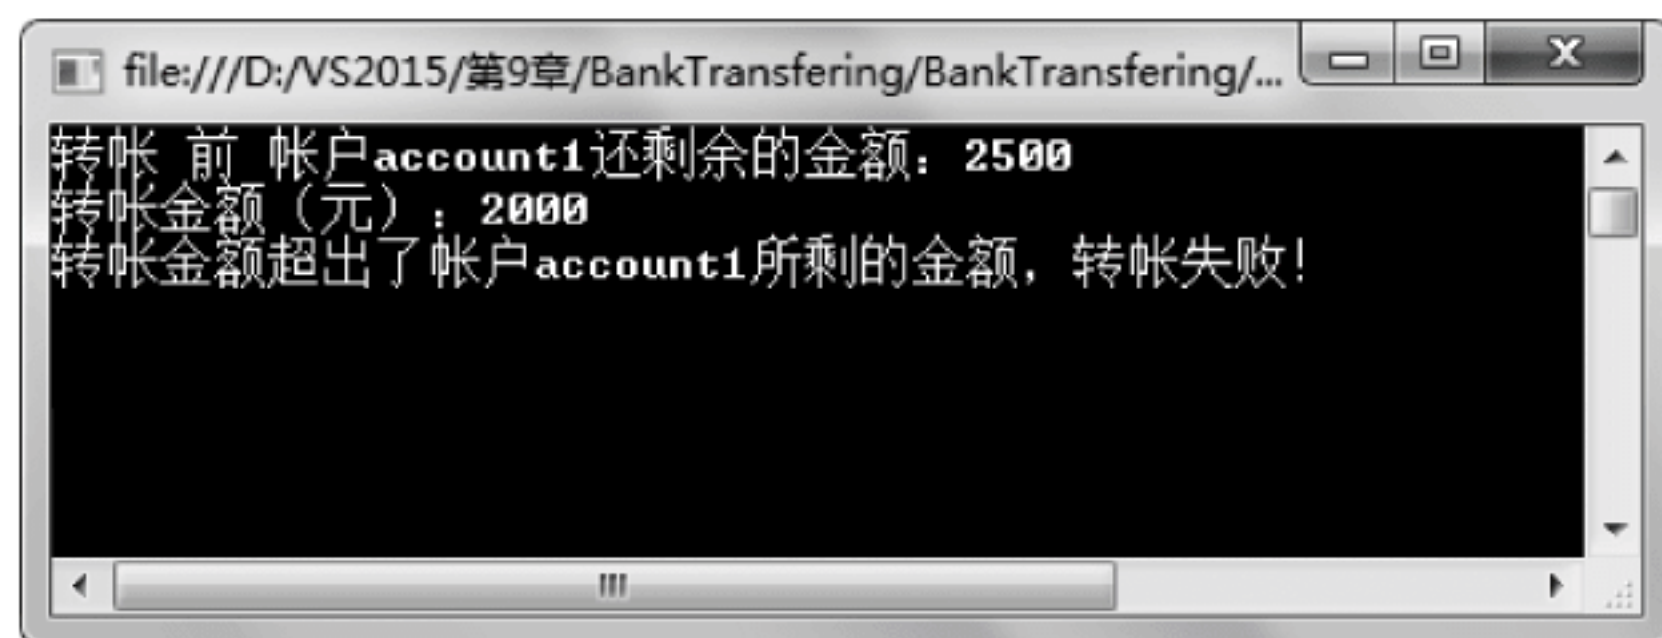 file:///D:/VS2015/第9章/BankTransfering/BankTransfering/...
转帐 前 帐户account1还剩余的金额：2500
转帐金额（元）：2000
转帐金额超出了帐户account1所剩的金额，转帐失败！